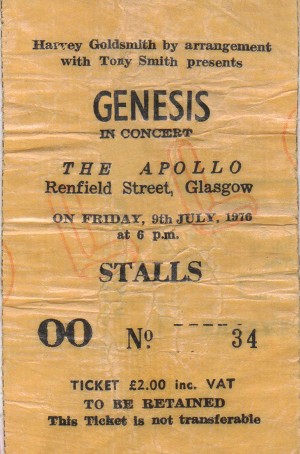 Harvey Goldsmith by arrangement
with Tony Smith presents
GENESIS
IN CONCERT
THE APOLLO
Renfield Street, Glasgow
ON FRIDAY, 9th JULY, 1976
at 6 p.m.
STALLS
OO No ----- 34
TICKET £2.00 inc. VAT
TO BE RETAINED
This Ticket is not transferable